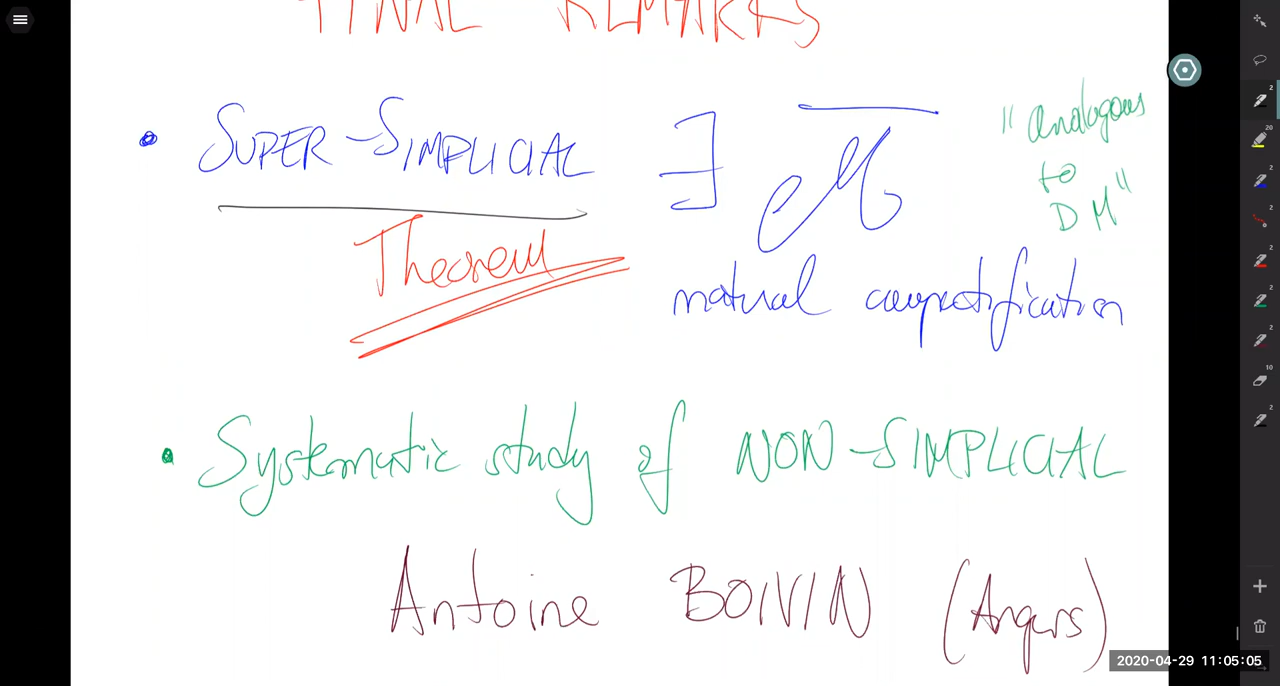 FINAL REMARKS
• SUPER-SIMPLICIAL ∃ ℳ̅ "analogous to DM"
Theorem
natural compactification
• Systematic study of NON-SIMPLICIAL
Antoine BOIVIN (Angers)
2020-04-29 11:05:05